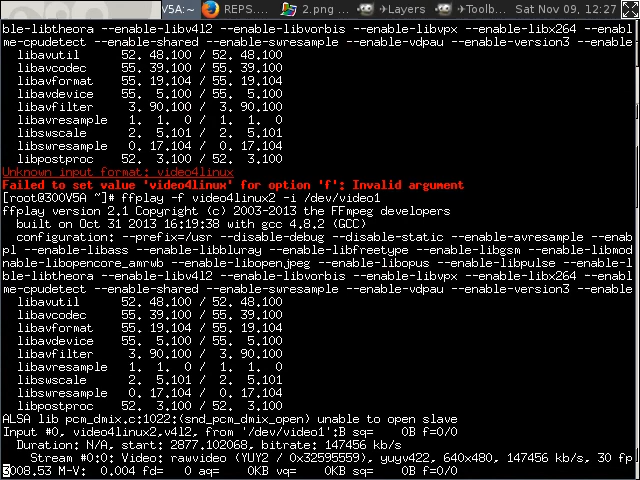 V5A:~ REPS.... 2.png ... Layers Toolb... Sat Nov 09, 12:27
ble-libtheora --enable-libv4l2 --enable-libvorbis --enable-libvpx --enable-libx264 --enabl
me-cpudetect --enable-shared --enable-swresample --enable-vdpau --enable-version3 --enable
libavutil 52. 48.100 / 52. 48.100
libavcodec 55. 39.100 / 55. 39.100
libavformat 55. 19.104 / 55. 19.104
libavdevice 55. 5.100 / 55. 5.100
libavfilter 3. 90.100 / 3. 90.100
libavresample 1. 1. 0 / 1. 1. 0
libswscale 2. 5.101 / 2. 5.101
libswresample 0. 17.104 / 0. 17.104
libpostproc 52. 3.100 / 52. 3.100
Unknown input format: video4linux
Failed to set value 'video4linux' for option 'f': Invalid argument
[root@300V5A ~]# ffplay -f video4linux2 -i /dev/video1
ffplay version 2.1 Copyright (c) 2003-2013 the FFmpeg developers
built on Oct 31 2013 16:19:38 with gcc 4.8.2 (GCC)
configuration: --prefix=/usr --disable-debug --disable-static --enable-avresample --enab
pl --enable-libass --enable-libbluray --enable-libfreetype --enable-libgsm --enable-libmod
nable-libopencore_amrwb --enable-libopenjpeg --enable-libopus --enable-libpulse --enable-l
ble-libtheora --enable-libv4l2 --enable-libvorbis --enable-libvpx --enable-libx264 --enabl
me-cpudetect --enable-shared --enable-swresample --enable-vdpau --enable-version3 --enable
libavutil 52. 48.100 / 52. 48.100
libavcodec 55. 39.100 / 55. 39.100
libavformat 55. 19.104 / 55. 19.104
libavdevice 55. 5.100 / 55. 5.100
libavfilter 3. 90.100 / 3. 90.100
libavresample 1. 1. 0 / 1. 1. 0
libswscale 2. 5.101 / 2. 5.101
libswresample 0. 17.104 / 0. 17.104
libpostproc 52. 3.100 / 52. 3.100
ALSA lib pcm_dmix.c:1022:(snd_pcm_dmix_open) unable to open slave
Input #0, video4linux2,v4l2, from '/dev/video1':B sq= 0B f=0/0
Duration: N/A, start: 2877.102068, bitrate: 147456 kb/s
Stream #0:0: Video: rawvideo (YUY2 / 0x32595559), yuyv422, 640x480, 147456 kb/s, 30 fp
3008.53 M-V: 0.004 fd= 0 aq= 0KB vq= 0KB sq= 0B f=0/0